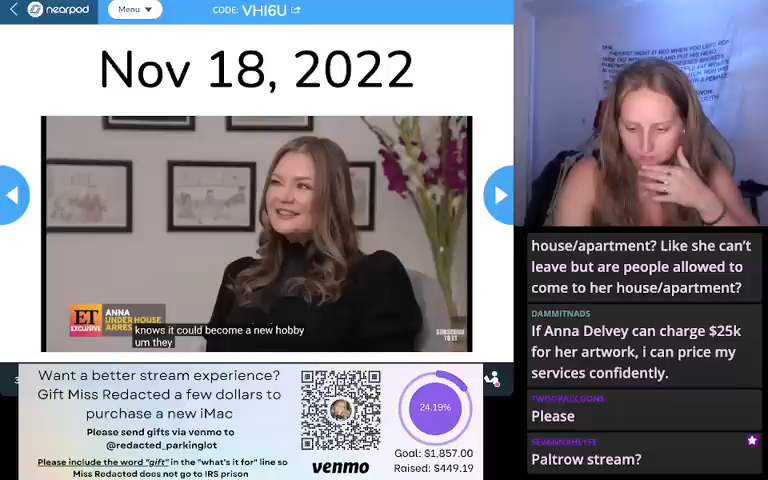 nearpod
Menu
CODE: VHI6U
Nov 18, 2022
ET
EXCLUSIVE
ANNA
UNDER HOUSE
ARRES
knows it could become a new hobby
um they
SUBSCRIBE
TO ET
Want a better stream experience?
Gift Miss Redacted a few dollars to
purchase a new iMac
Please send gifts via venmo to
@redacted_parkinglot
Please include the word "gift" in the "what's it for" line so
Miss Redacted does not go to IRS prison
venmo
24.19%
Goal: $1,857.00
Raised: $449.19
house/apartment? Like she can't
leave but are people allowed to
come to her house/apartment?
DAMMITNADS
If Anna Delvey can charge $25k
for her artwork, i can price my
services confidently.
TWOORACCOONS
Please
Paltrow stream?